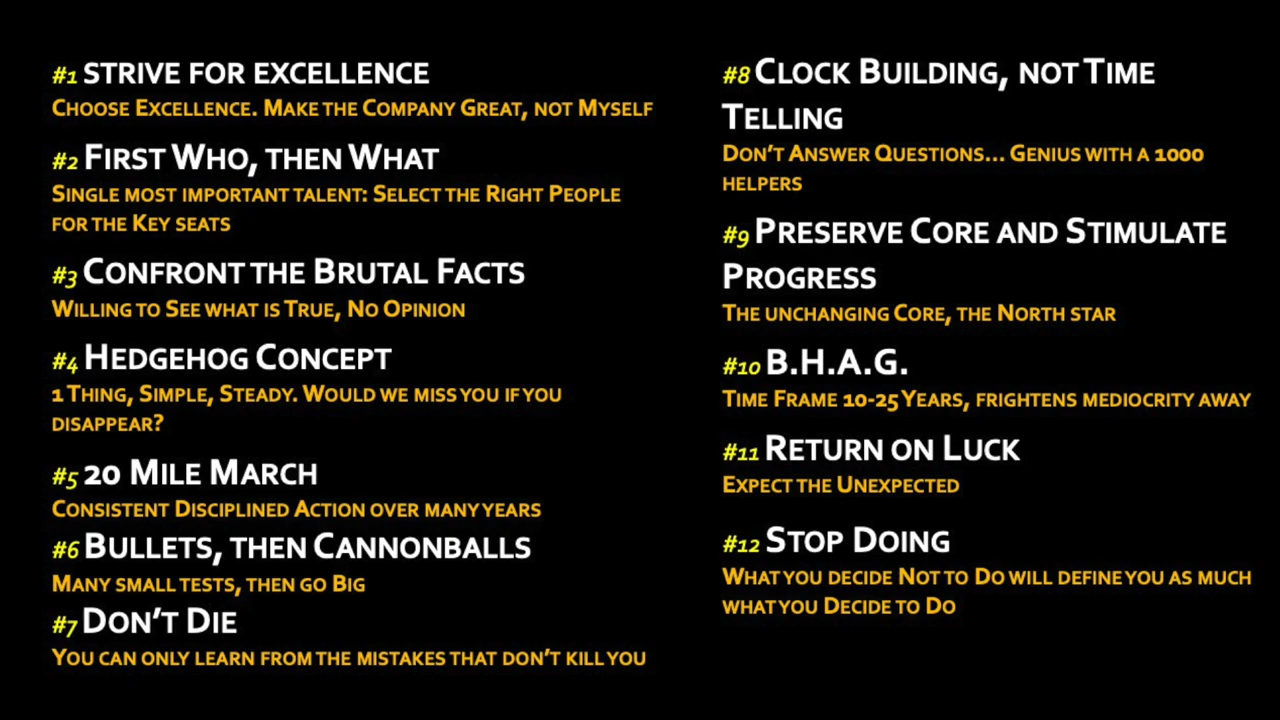 #1 STRIVE FOR EXCELLENCE
CHOOSE EXCELLENCE. MAKE THE COMPANY GREAT, NOT MYSELF
#2 FIRST WHO, THEN WHAT
SINGLE MOST IMPORTANT TALENT: SELECT THE RIGHT PEOPLE
FOR THE KEY SEATS
#3 CONFRONT THE BRUTAL FACTS
WILLING TO SEE WHAT IS TRUE, NO OPINION
#4 HEDGEHOG CONCEPT
1 THING, SIMPLE, STEADY. WOULD WE MISS YOU IF YOU
DISAPPEAR?
#5 20 MILE MARCH
CONSISTENT DISCIPLINED ACTION OVER MANY YEARS
#6 BULLETS, THEN CANNONBALLS
MANY SMALL TESTS, THEN GO BIG
#7 DON'T DIE
YOU CAN ONLY LEARN FROM THE MISTAKES THAT DON'T KILL YOU
#8 CLOCK BUILDING, NOT TIME
TELLING
DON'T ANSWER QUESTIONS... GENIUS WITH A 1000
HELPERS
#9 PRESERVE CORE AND STIMULATE
PROGRESS
THE UNCHANGING CORE, THE NORTH STAR
#10 B.H.A.G.
TIME FRAME 10-25 YEARS, FRIGHTENS MEDIOCRITY AWAY
#11 RETURN ON LUCK
EXPECT THE UNEXPECTED
#12 STOP DOING
WHAT YOU DECIDE NOT TO DO WILL DEFINE YOU AS MUCH
WHAT YOU DECIDE TO DO